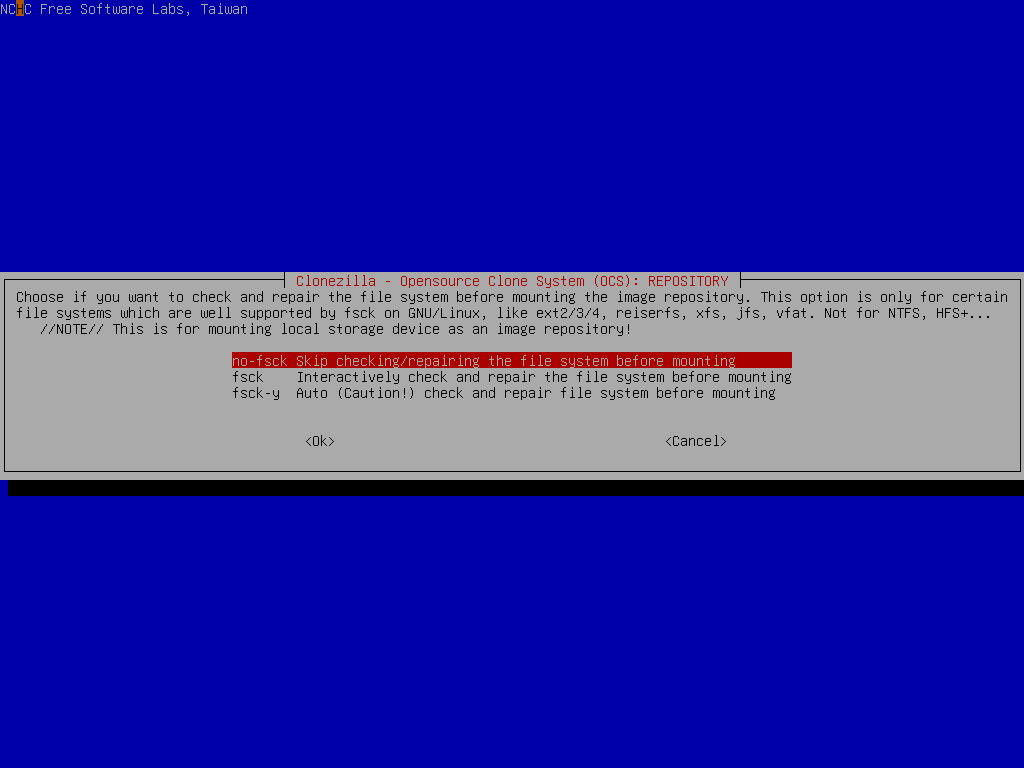 NCHC Free Software Labs, Taiwan
Clonezilla - Opensource Clone System (OCS): REPOSITORY
Choose if you want to check and repair the file system before mounting the image repository. This option is only for certain
file systems which are well supported by fsck on GNU/Linux, like ext2/3/4, reiserfs, xfs, jfs, vfat. Not for NTFS, HFS+...
//NOTE// This is for mounting local storage device as an image repository!
no-fsck Skip checking/repairing the file system before mounting
fsck Interactively check and repair the file system before mounting
fsck-y Auto (Caution!) check and repair file system before mounting
<Ok> <Cancel>